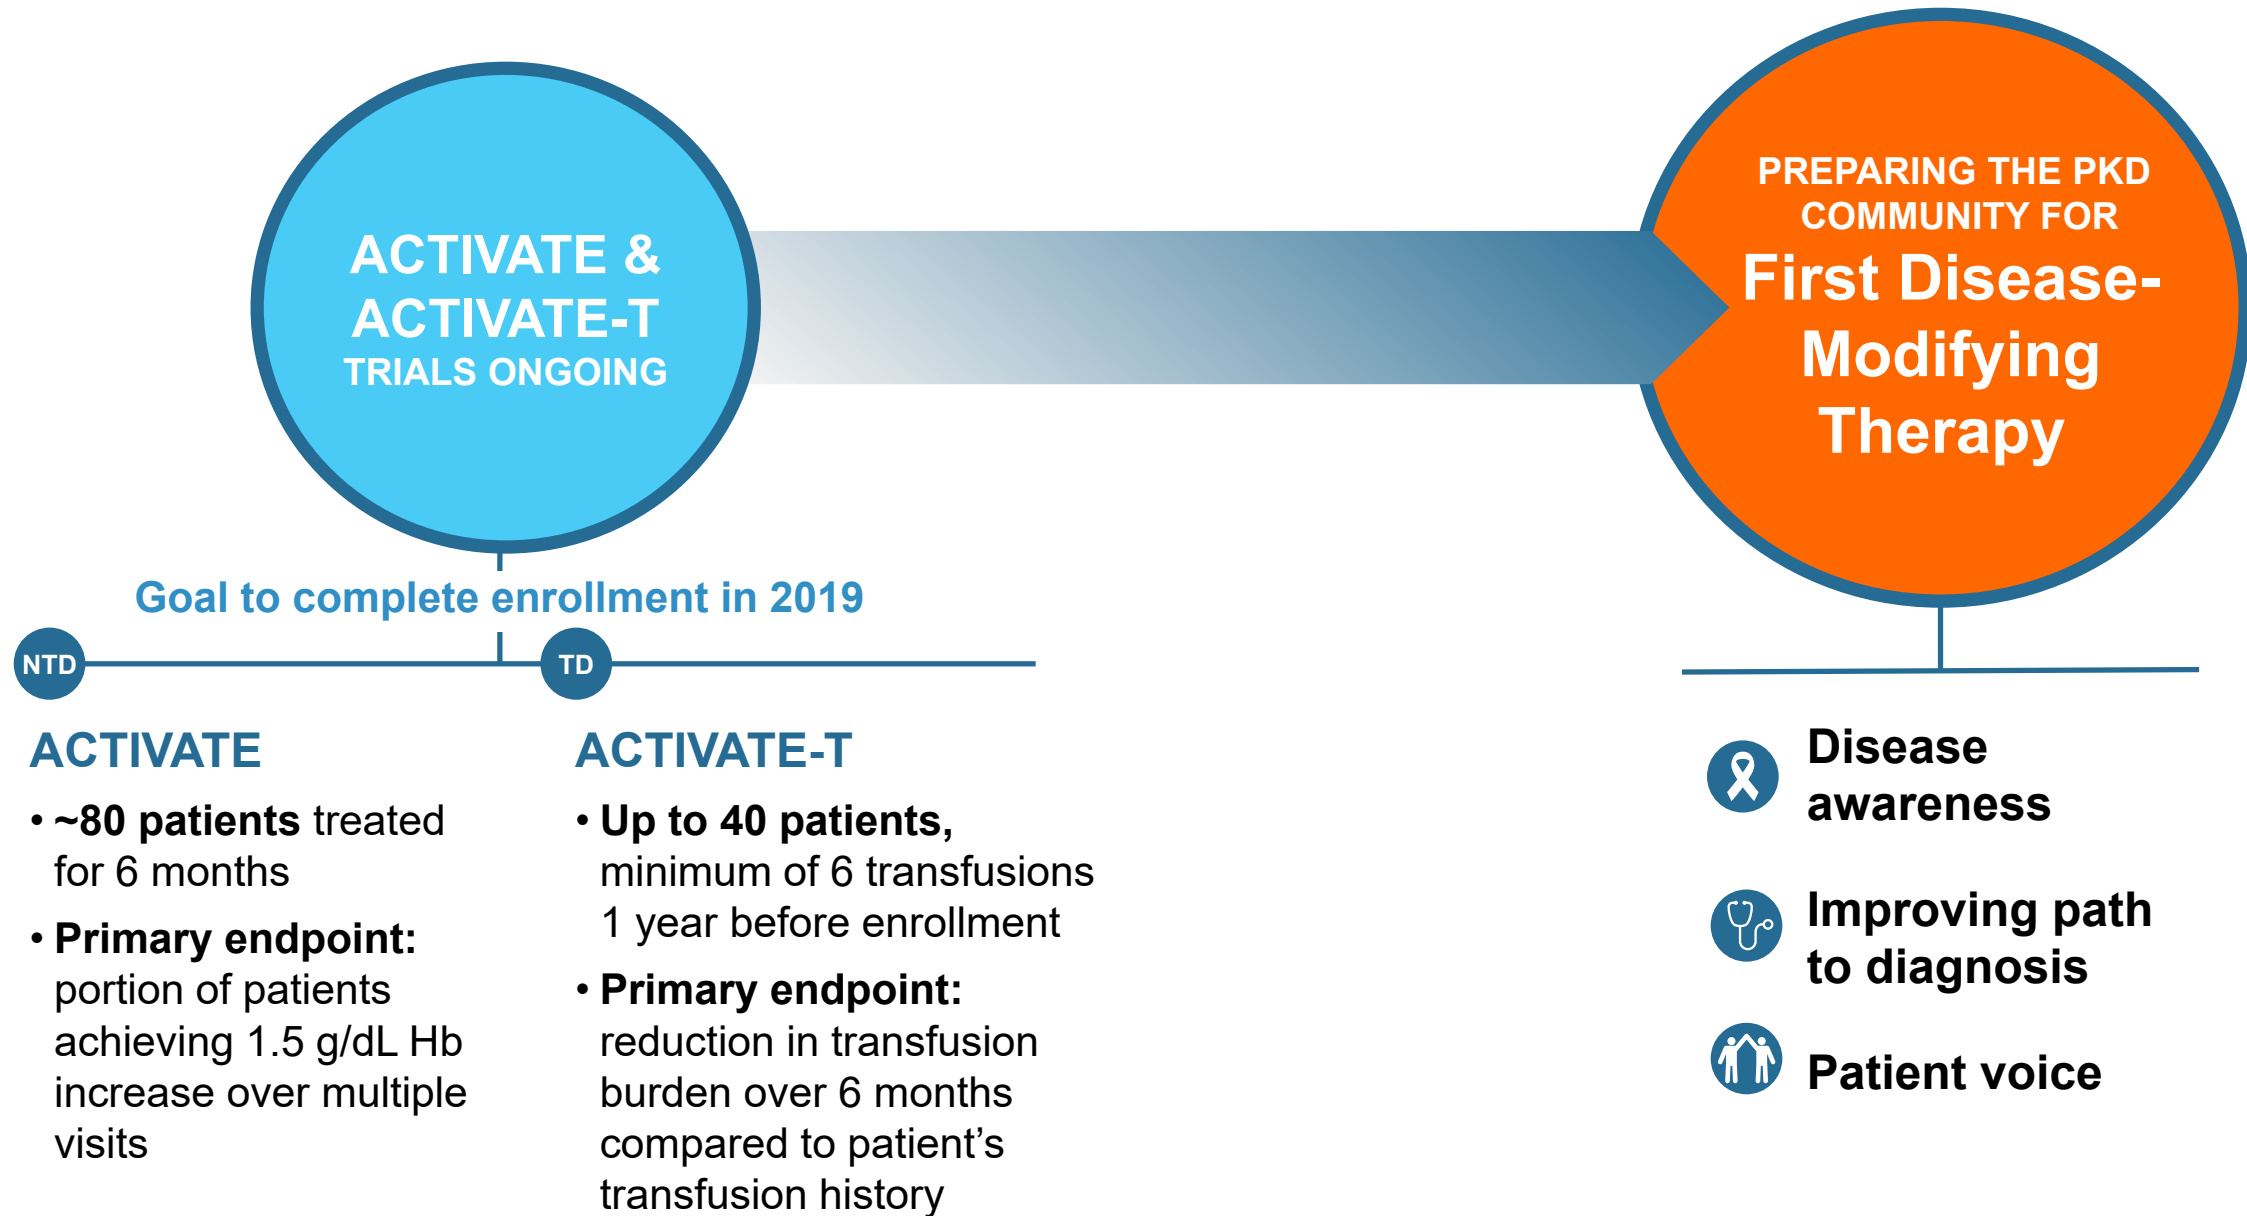 ACTIVATE &
ACTIVATE-T
TRIALS ONGOING
PREPARING THE PKD
COMMUNITY FOR
First Disease-
Modifying
Therapy
Goal to complete enrollment in 2019
NTD
TD
ACTIVATE
• ~80 patients treated
for 6 months
• Primary endpoint:
portion of patients
achieving 1.5 g/dL Hb
increase over multiple
visits
ACTIVATE-T
• Up to 40 patients,
minimum of 6 transfusions
1 year before enrollment
• Primary endpoint:
reduction in transfusion
burden over 6 months
compared to patient’s
transfusion history
Disease
awareness
Improving path
to diagnosis
Patient voice